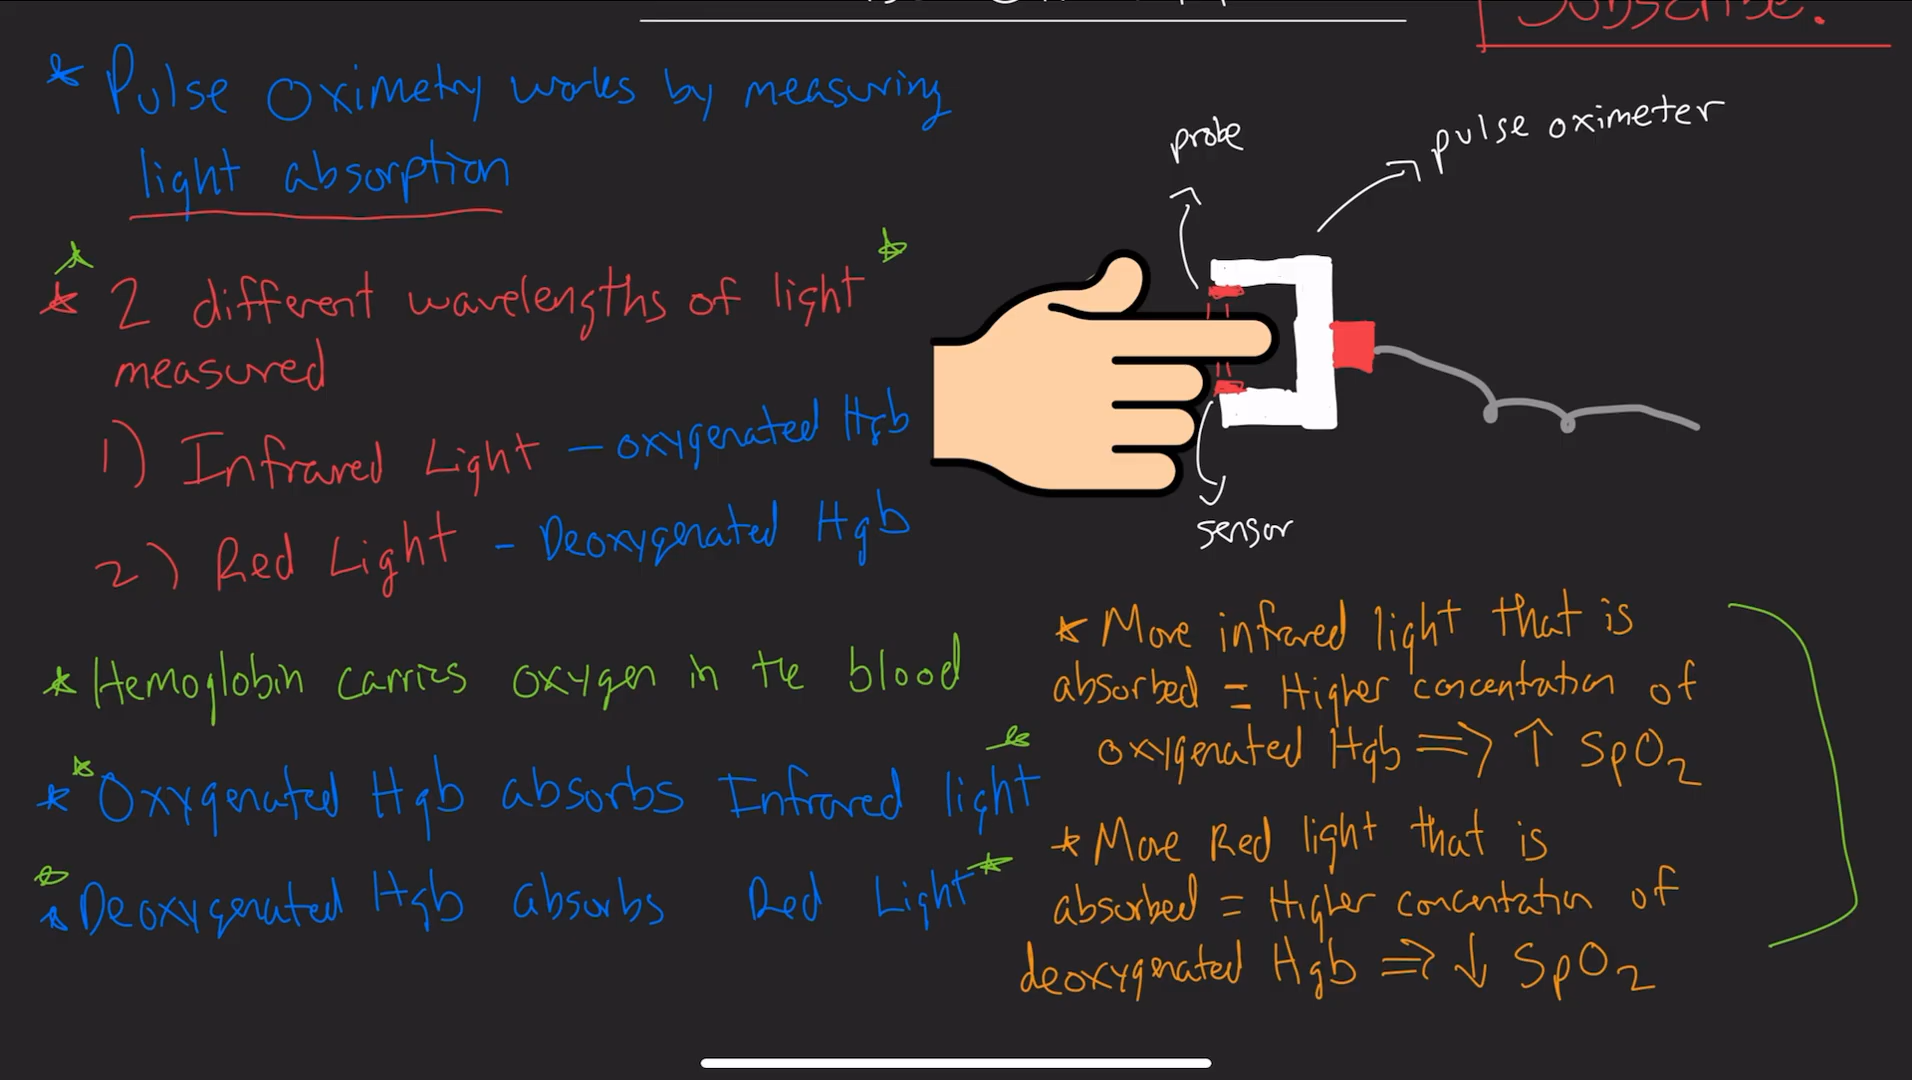 Subscribe.
* Pulse oximetry works by measuring
light absorption
* 2 different wavelengths of light
measured
1) Infrared Light - oxygenated Hgb
2) Red Light - Deoxygenated Hgb
* Hemoglobin carries oxygen in the blood
* Oxygenated Hgb absorbs Infrared light
* Deoxygenated Hgb absorbs Red Light
probe
pulse oximeter
sensor
* More infrared light that is
absorbed = Higher concentration of
oxygenated Hgb => ↑ SpO2
* More Red light that is
absorbed = Higher concentration of
deoxygenated Hgb => ↓ SpO2